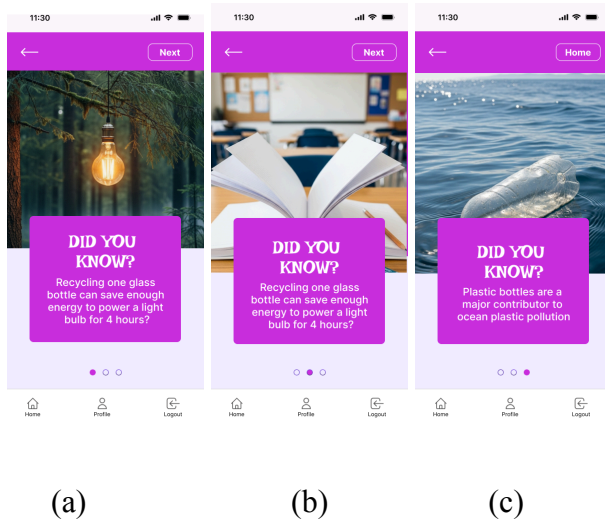 11:30
Next
DID YOU
KNOW?
Recycling one glass
bottle can save enough
energy to power a light
bulb for 4 hours?
Home
Profile
Logout
(a)
11:30
Next
DID YOU
KNOW?
Recycling one glass
bottle can save enough
energy to power a light
bulb for 4 hours?
Home
Profile
Logout
(b)
11:30
Home
DID YOU
KNOW?
Plastic bottles are a
major contributor to
ocean plastic pollution
Home
Profile
Logout
(c)